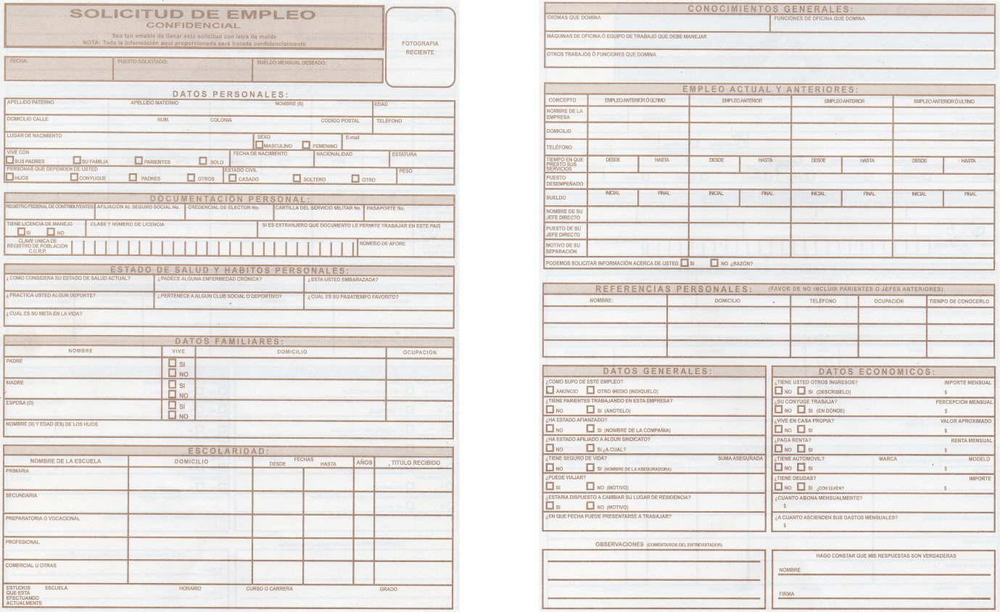 SOLICITUD DE EMPLEO
CONFIDENCIAL
Sea tan amable de llenar esta solicitud con letra de molde
NOTA: Toda la información aquí proporcionada será tratada confidencialmente
FOTOGRAFIA
RECIENTE
FECHA: PUESTO SOLICITADO: SUELDO MENSUAL DESEADO:
DATOS PERSONALES:
APELLIDO PATERNO APELLIDO MATERNO NOMBRE (S) EDAD
DOMICILIO CALLE NUM. COLONIA CÓDIGO POSTAL TELÉFONO
LUGAR DE NACIMIENTO SEXO E-mail
MASCULINO FEMENINO
VIVE CON FECHA DE NACIMIENTO NACIONALIDAD ESTATURA
SUS PADRES SU FAMILIA PARIENTES SOLO
PERSONAS QUE DEPENDEN DE USTED ESTADO CIVIL PESO
HIJOS CONYUGUE PADRES OTROS CASADO SOLTERO OTRO
DOCUMENTACIÓN PERSONAL:
REGISTRO FEDERAL DE CONTRIBUYENTES AFILIACIÓN AL SEGURO SOCIAL No. CREDENCIAL DE ELECTOR No. CARTILLA DEL SERVICIO MILITAR No. PASAPORTE No.
TIENE LICENCIA DE MANEJO CLASE Y NÚMERO DE LICENCIA SI ES EXTRANJERO QUE DOCUMENTO LE PERMITE TRABAJAR EN ESTE PAIS
SI NO
CLAVE UNICA DE
REGISTRO DE POBLACIÓN
C.U.R.P.
NÚMERO DE AFORE
ESTADO DE SALUD Y HABITOS PERSONALES:
¿COMO CONSIDERA SU ESTADO DE SALUD ACTUAL? ¿PADECE ALGUNA ENFERMEDAD CRÓNICA? ¿ESTA USTED EMBARAZADA?
¿PRACTICA USTED ALGUN DEPORTE? ¿PERTENECE A ALGUN CLUB SOCIAL O DEPORTIVO? ¿CUAL ES SU PASATIEMPO FAVORITO?
¿CUAL ES SU META EN LA VIDA?
DATOS FAMILIARES:
NOMBRE VIVE DOMICILIO OCUPACIÓN
PADRE SI
NO
MADRE SI
NO
ESPOSA (O) SI
NO
NOMBRE (S) Y EDAD (ES) DE LOS HIJOS
ESCOLARIDAD:
NOMBRE DE LA ESCUELA DOMICILIO FECHAS AÑOS TITULO RECIBIDO
DESDE HASTA
PRIMARIA
SECUNDARIA
PREPARATORIA O VOCACIONAL
PROFESIONAL
COMERCIAL U OTRAS
ESTUDIOS ESCUELA HORARIO CURSO O CARRERA GRADO
QUE ESTA
EFECTUANDO
ACTUALMENTE
CONOCIMIENTOS GENERALES:
IDIOMAS QUE DOMINA FUNCIONES DE OFICINA QUE DOMINA
MÁQUINAS DE OFICINA Ó EQUIPO DE TRABAJO QUE DEBE MANEJAR
OTROS TRABAJOS Ó FUNCIONES QUE DOMINA
EMPLEO ACTUAL Y ANTERIORES:
CONCEPTO EMPLEO ANTERIOR Ó ULTIMO EMPLEO ANTERIOR EMPLEO ANTERIOR EMPLEO ANTERIOR Ó ULTIMO
NOMBRE DE LA
EMPRESA
DOMICILIO
TELÉFONO
TIEMPO EN QUE
PRESTO SUS
SERVICIOS
DESDE HASTA DESDE HASTA DESDE HASTA DESDE HASTA
PUESTO
DESEMPEÑADO
SUELDO INICIAL FINAL INICIAL FINAL INICIAL FINAL INICIAL FINAL
NOMBRE DE SU
JEFE DIRECTO
PUESTO DE SU
JEFE DIRECTO
MOTIVO DE SU
SEPARACIÓN
PODEMOS SOLICITAR INFORMACIÓN ACERCA DE USTED SI NO ¿RAZÓN?
REFERENCIAS PERSONALES: (FAVOR DE NO INCLUIR PARIENTES O JEFES ANTERIORES)
NOMBRE: DOMICILIO TELÉFONO OCUPACIÓN TIEMPO DE CONOCERLO
DATOS GENERALES:
¿COMO SUPO DE ESTE EMPLEO?
ANUNCIO OTRO MEDIO (INDIQUELO)
¿TIENE PARIENTES TRABAJANDO EN ESTA EMPRESA?
NO SI (ANOTELO)
¿HA ESTADO AFIANZADO?
NO SI (NOMBRE DE LA COMPAÑIA)
¿HA ESTADO AFILIADO A ALGUN SINDICATO?
NO SI ¿A CUAL?
¿TIENE SEGURO DE VIDA? SUMA ASEGURADA
NO SI (NOMBRE DE LA ASEGURADORA)
¿PUEDE VIAJAR?
SI NO (MOTIVO)
¿ESTARIA DISPUESTO A CAMBIAR SU LUGAR DE RESIDENCIA?
SI NO (MOTIVO)
¿EN QUE FECHA PUEDE PRESENTARSE A TRABAJAR?
DATOS ECONOMICOS:
¿TIENE USTED OTROS INGRESOS? IMPORTE MENSUAL
NO SI (DESCRIBELO) $
¿SU CONYUGE TRABAJA? PERCEPCION MENSUAL
NO SI (EN DONDE) $
¿VIVE EN CASA PROPIA? VALOR APROXIMADO
NO SI $
¿PAGA RENTA? RENTA MENSUAL
NO SI $
¿TIENE AUTOMOVIL? MARCA MODELO
NO SI $
¿TIENE DEUDAS? IMPORTE
NO SI ¿CON QUIEN? $
¿CUANTO ABONA MENSUALMENTE?
$
¿A CUANTO ASCIENDEN SUS GASTOS MENSUALES?
$
OBSERVACIONES (COMENTARIOS DEL ENTREVISTADOR)
HAGO CONSTAR QUE MIS RESPUESTAS SON VERDADERAS
NOMBRE
FIRMA